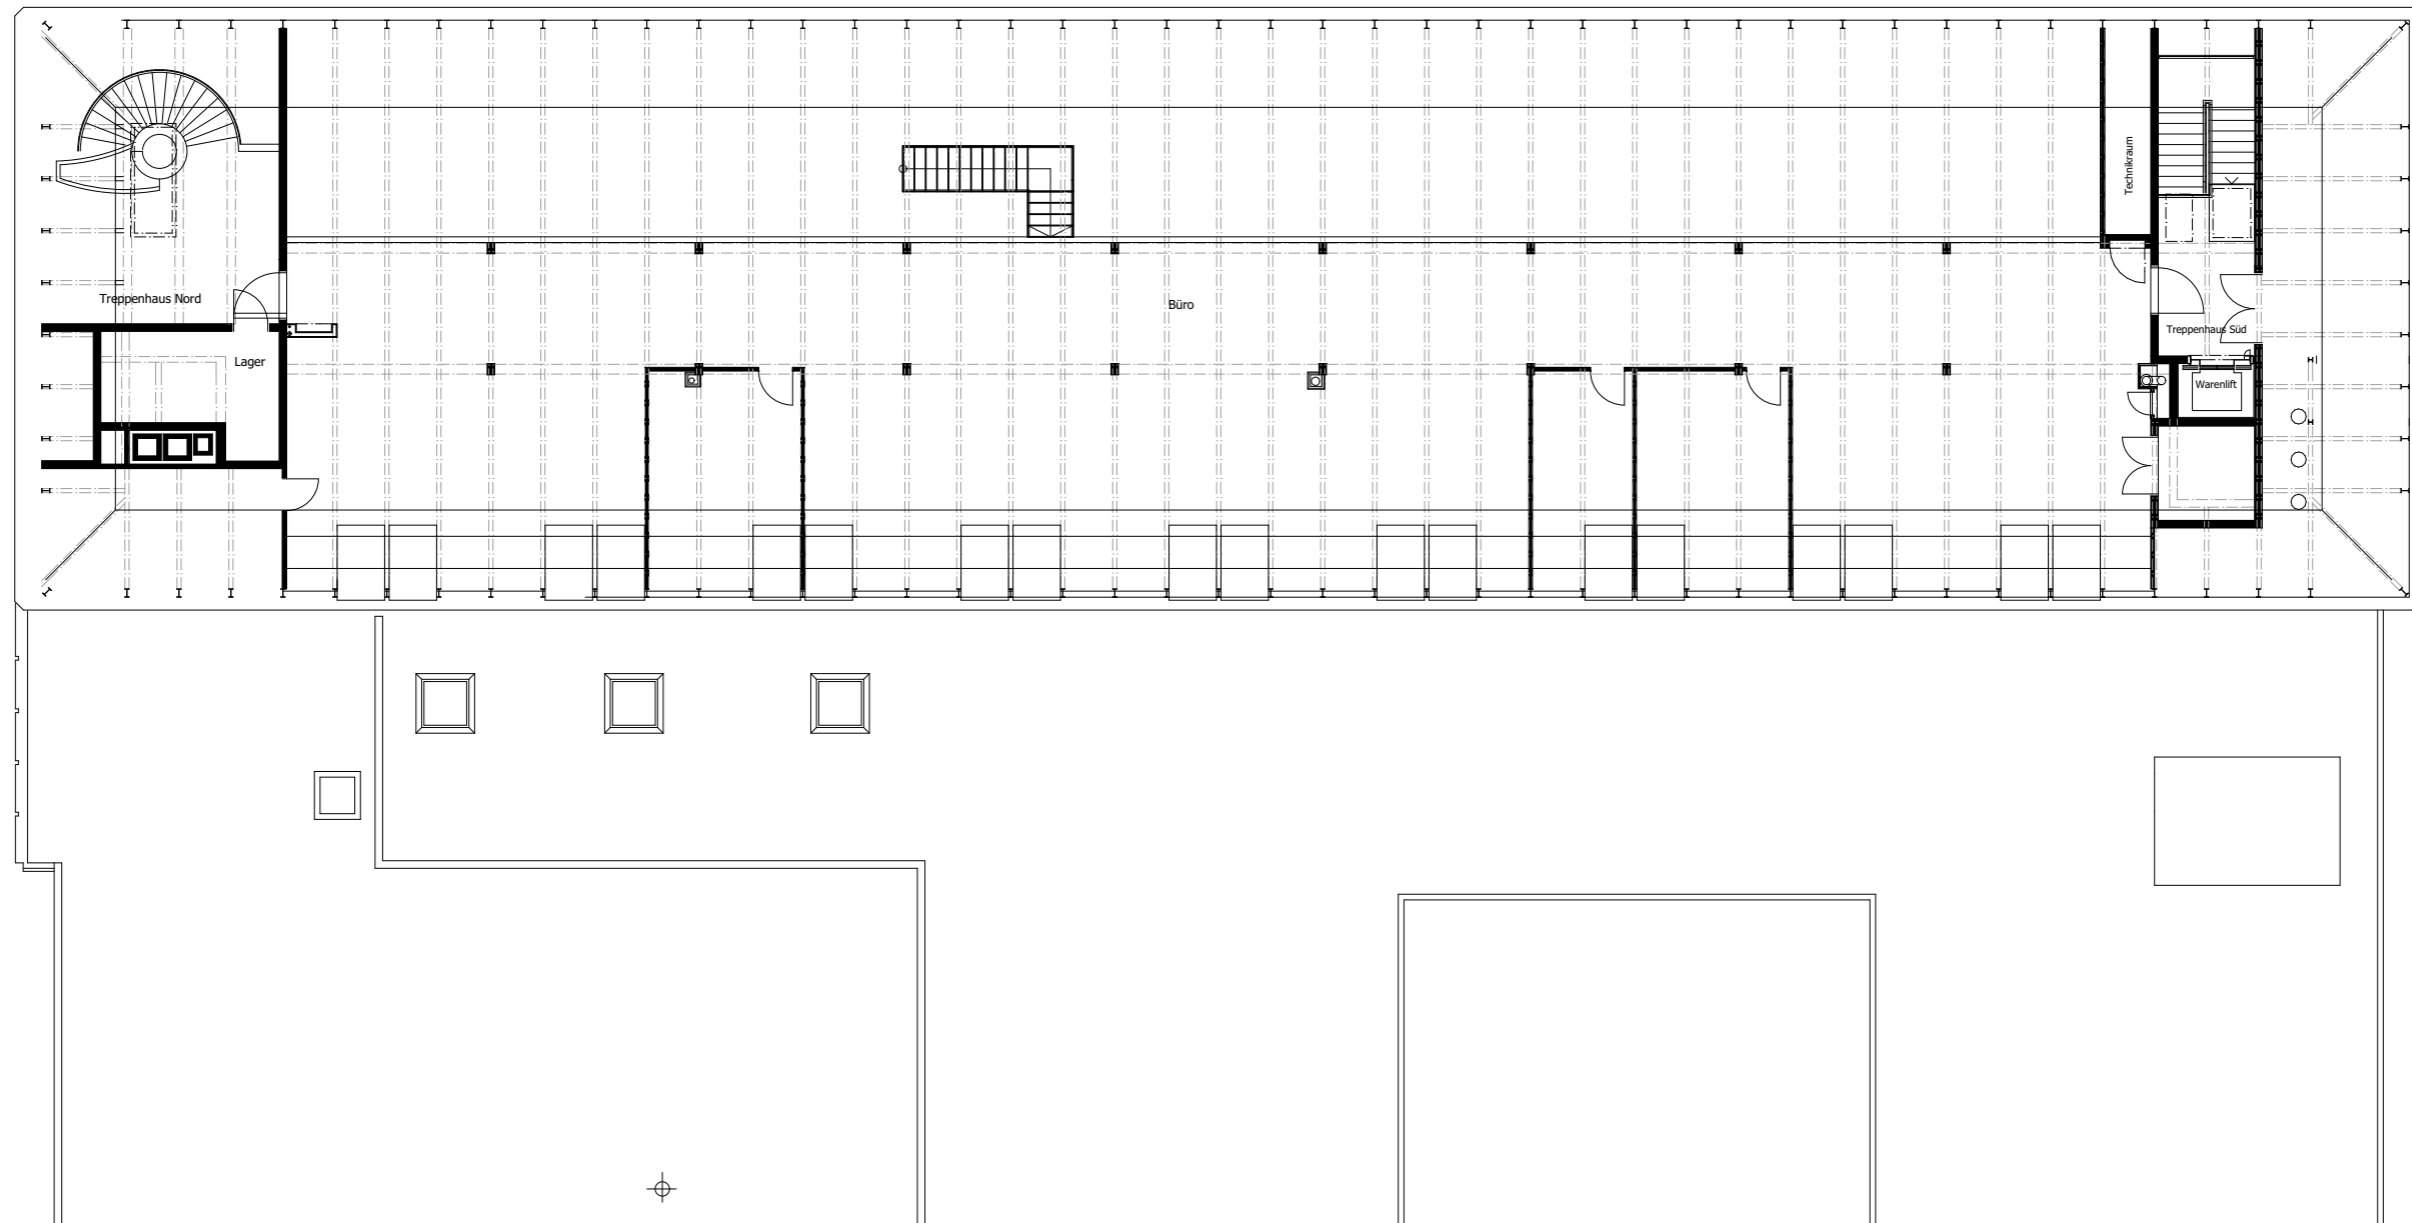 Technikraum
Treppenhaus Nord
Büro
Treppenhaus Süd
Lager
Warenlift